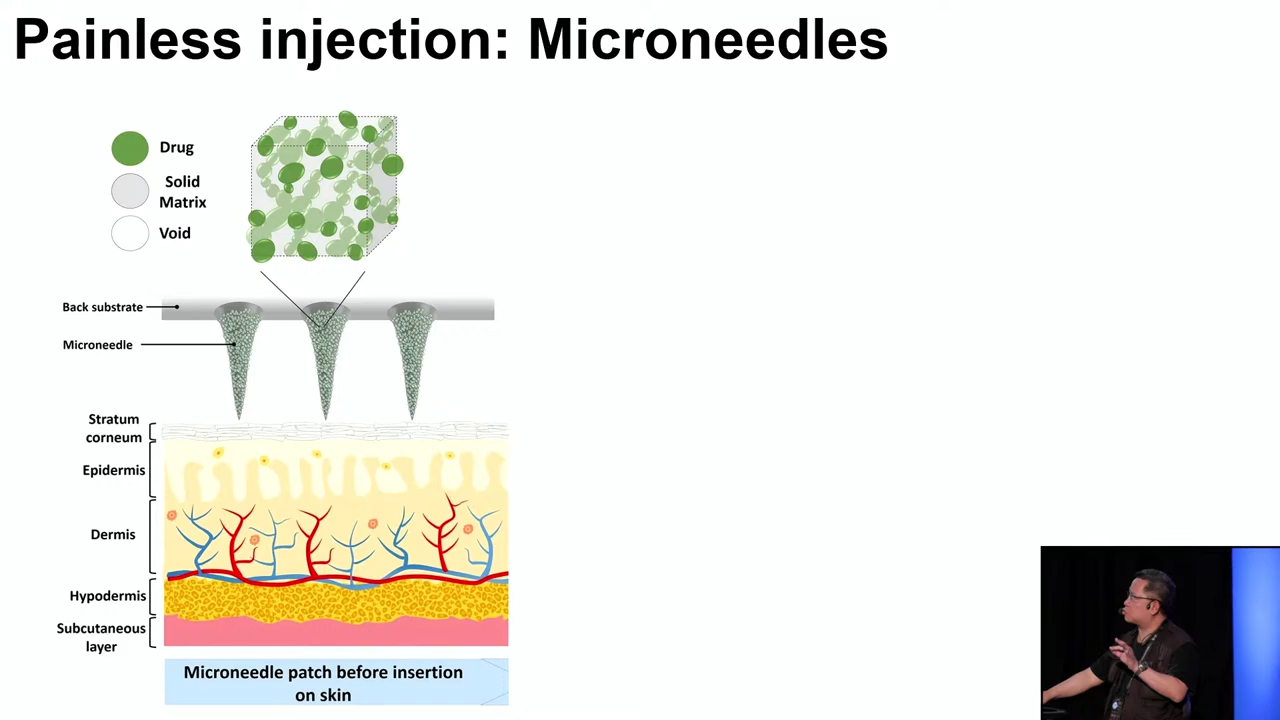 Painless injection: Microneedles
Drug
Solid
Matrix
Void
Back substrate
Microneedle
Stratum
corneum
Epidermis
Dermis
Hypodermis
Subcutaneous
layer
Microneedle patch before insertion
on skin